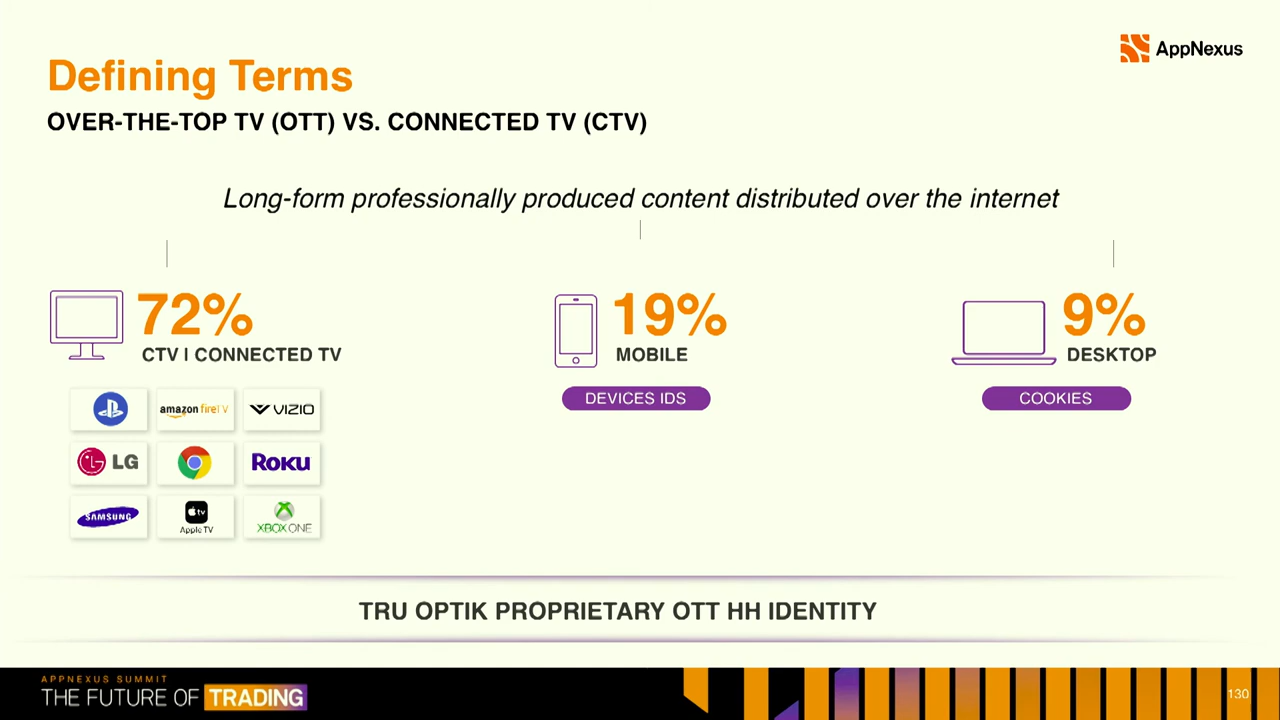 AppNexus
Defining Terms
OVER-THE-TOP TV (OTT) VS. CONNECTED TV (CTV)
Long-form professionally produced content distributed over the internet
72%
CTV | CONNECTED TV
19%
MOBILE
9%
DESKTOP
DEVICES IDS
COOKIES
amazon fireTV
VIZIO
LG
ROKU
SAMSUNG
tv
Apple TV
XBOX ONE
TRU OPTIK PROPRIETARY OTT HH IDENTITY
APPNEXUS SUMMIT
THE FUTURE OF TRADING
130